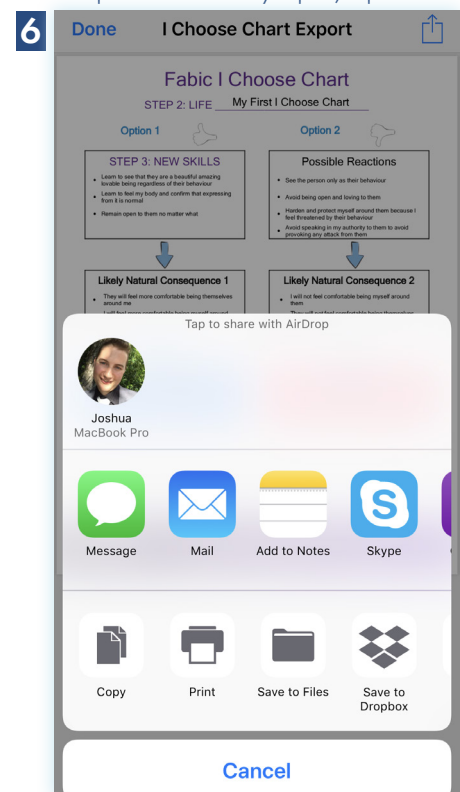 6
Done I Choose Chart Export
Fabic I Choose Chart
STEP 2: LIFE My First I Choose Chart
Option 1 Option 2
STEP 3: NEW SKILLS
• Learn to see that they are a beautiful amazing
lovable being regardless of their behaviour
• Learn to feel my body and confirm that expressing
from it is normal
• Remain open to them no matter what
Possible Reactions
• See the person only as their behaviour
• Avoid being open and loving to them
• Harden and protect myself around them because I
feel threatened by their behaviour
• Avoid speaking in my authority to them to avoid
provoking any attack from them
Likely Natural Consequence 1
• They will feel more comfortable being themselves
around me
Likely Natural Consequence 2
• I will not feel comfortable being myself around
them
Tap to share with AirDrop
Joshua
MacBook Pro
Message Mail Add to Notes Skype
Copy Print Save to Files Save to
Dropbox
Cancel